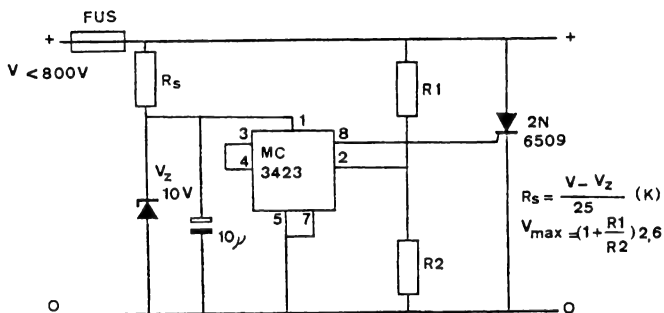 FUS
+
+
V <800V
Rs
R1
1
3
4
MC
3423
8
2
2N
6509
Vz
10V
5
7
10μ
R2
Rs = V - Vz / 25 (K)
Vmax =(1+ R1 / R2 )2,6
O
O